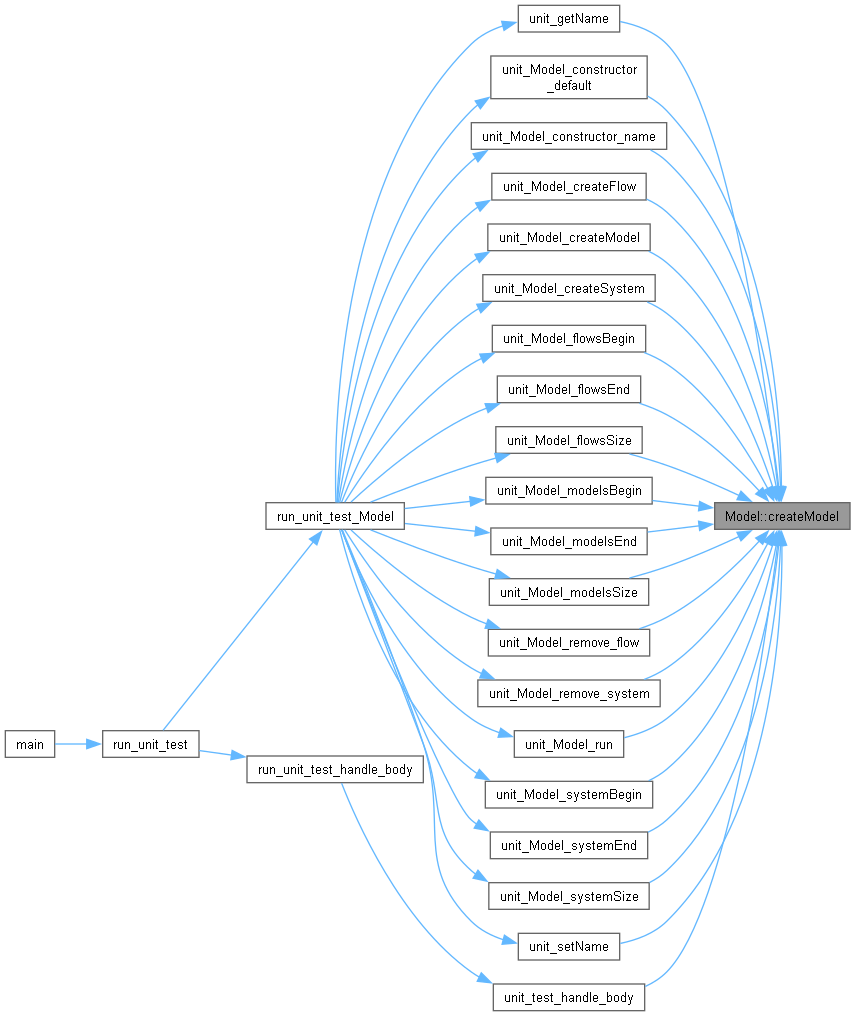 unit_getName
unit_Model_constructor
_default
unit_Model_constructor_name
unit_Model_createFlow
unit_Model_createModel
unit_Model_createSystem
unit_Model_flowsBegin
unit_Model_flowsEnd
unit_Model_flowsSize
unit_Model_modelsBegin
run_unit_test_Model
Model::createModel
unit_Model_modelsEnd
unit_Model_modelsSize
unit_Model_remove_flow
unit_Model_remove_system
main
run_unit_test
unit_Model_run
run_unit_test_handle_body
unit_Model_systemBegin
unit_Model_systemEnd
unit_Model_systemSize
unit_setName
unit_test_handle_body